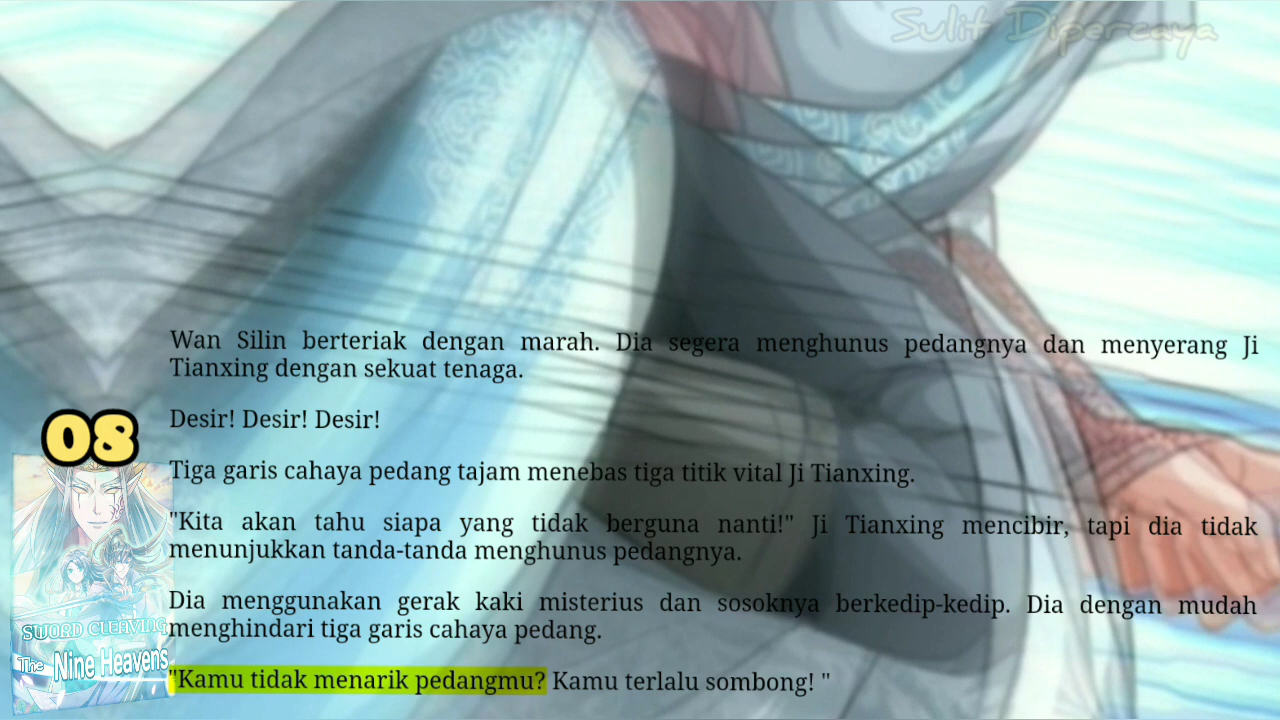 Sulit Dipercaya
Wan Silin berteriak dengan marah. Dia segera menghunus pedangnya dan menyerang Ji
Tianxing dengan sekuat tenaga.
Desir! Desir! Desir!
Tiga garis cahaya pedang tajam menebas tiga titik vital Ji Tianxing.
"Kita akan tahu siapa yang tidak berguna nanti!" Ji Tianxing mencibir, tapi dia tidak
menunjukkan tanda-tanda menghunus pedangnya.
Dia menggunakan gerak kaki misterius dan sosoknya berkedip-kedip. Dia dengan mudah
menghindari tiga garis cahaya pedang.
"Kamu tidak menarik pedangmu? Kamu terlalu sombong! "
08
SWORD CLEAVING
The Nine Heavens